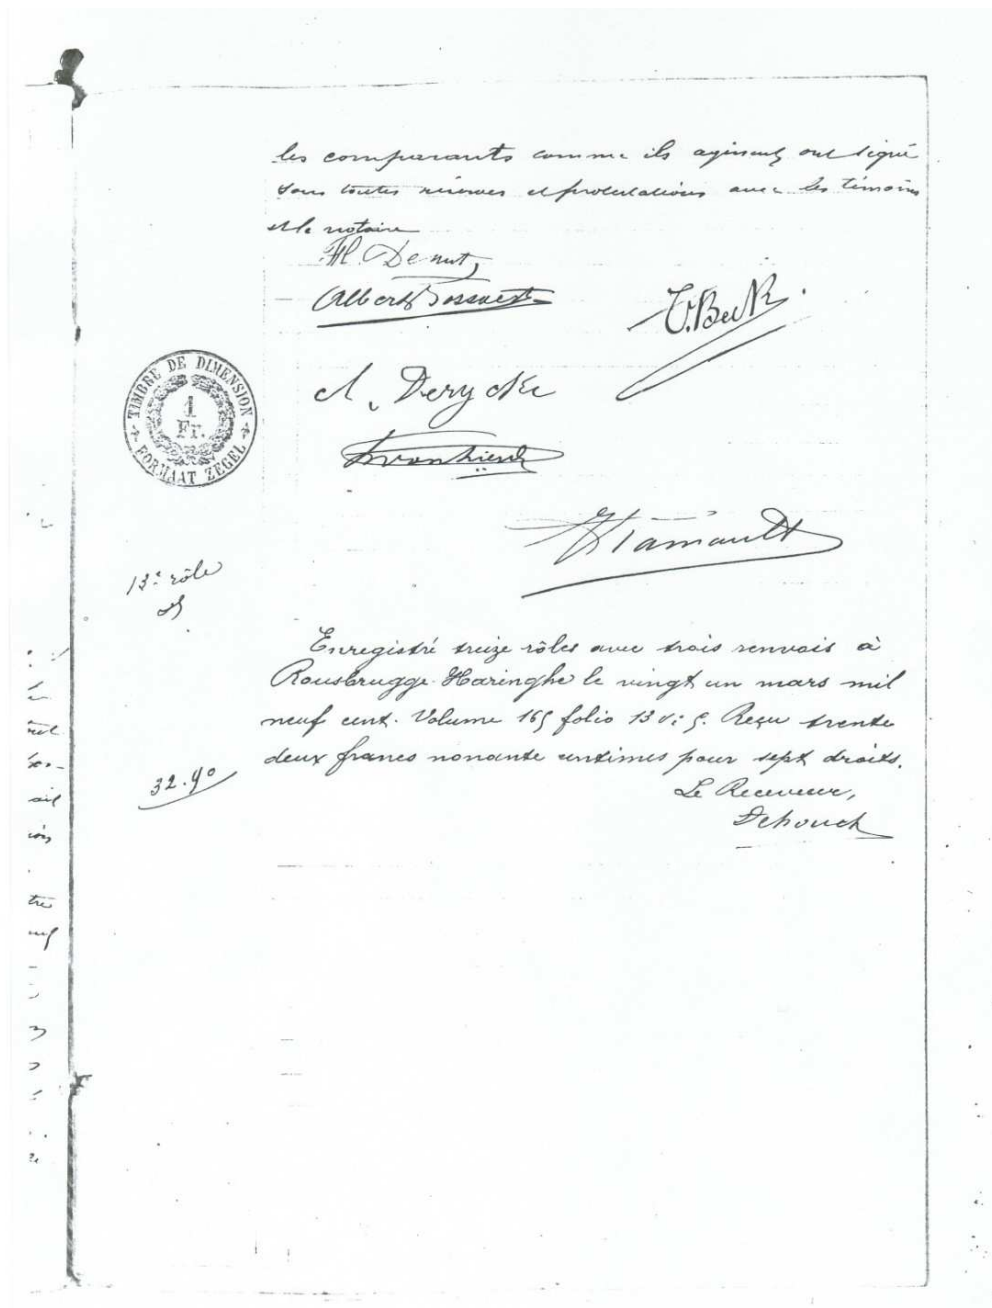 les comparants comme ils agissent ont signé
sous toutes réserves et protestations avec les témoins
et le notaire
H. Denut,
Albert Bossaert
A. Derycke
TIMBRE DE DIMENSION
1
Fr.
FORMAAT ZEGEL
13e rôle
Enregistré treize rôles avec trois renvois à
Rousbrugge-Haringhe le vingt un mars mil
neuf cent. Volume 165 folio 13 Reçu trente
deux francs nonante centimes pour sept droits.
32.90
Le Receveur,